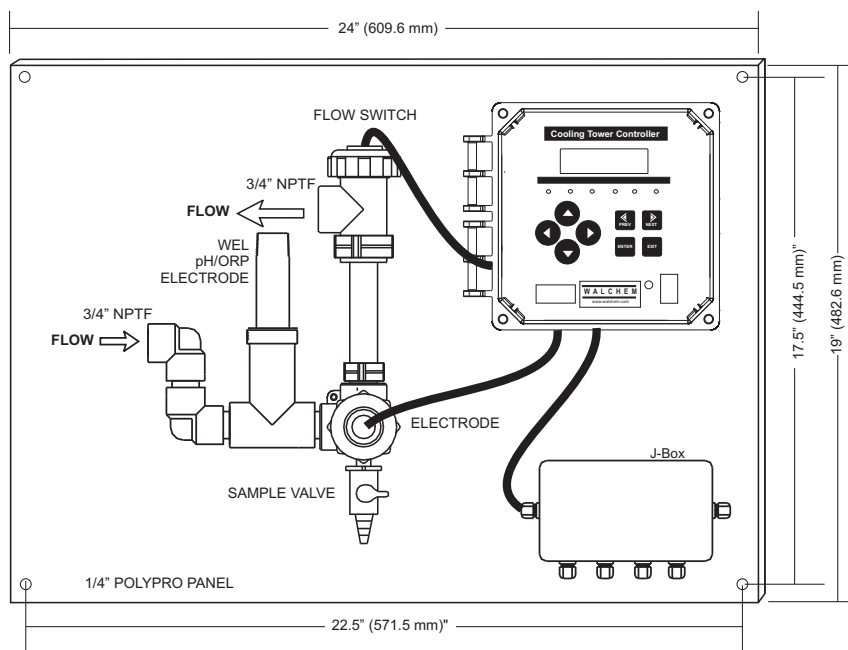 24” (609.6 mm)
FLOW SWITCH
Cooling Tower Controller
3/4” NPTF
FLOW
PREV
NEXT
WEL
pH/ORP
ELECTRODE
ENTER
EXIT
WALCHEM
www.walchem.com
3/4” NPTF
FLOW
17.5” (444.5 mm)"
19” (482.6 mm)
ELECTRODE
J-Box
SAMPLE VALVE
1/4” POLYPRO PANEL
22.5” (571.5 mm)"